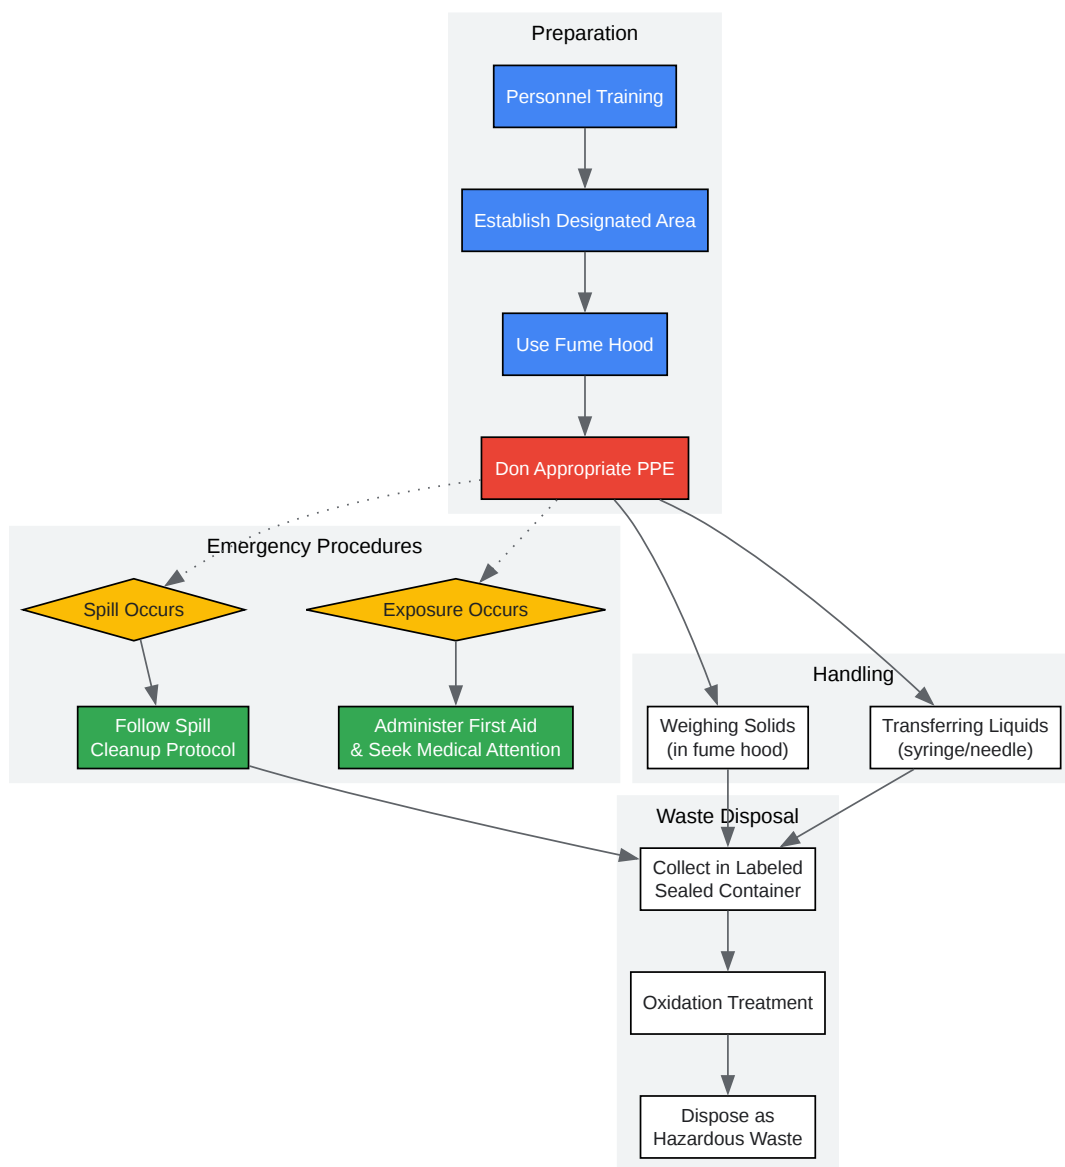 Preparation
Personnel Training
Establish Designated Area
Use Fume Hood
Don Appropriate PPE
Emergency Procedures
Spill Occurs
Exposure Occurs
Follow Spill
Cleanup Protocol
Administer First Aid
& Seek Medical Attention
Handling
Weighing Solids
(in fume hood)
Transferring Liquids
(syringe/needle)
Waste Disposal
Collect in Labeled
Sealed Container
Oxidation Treatment
Dispose as
Hazardous Waste